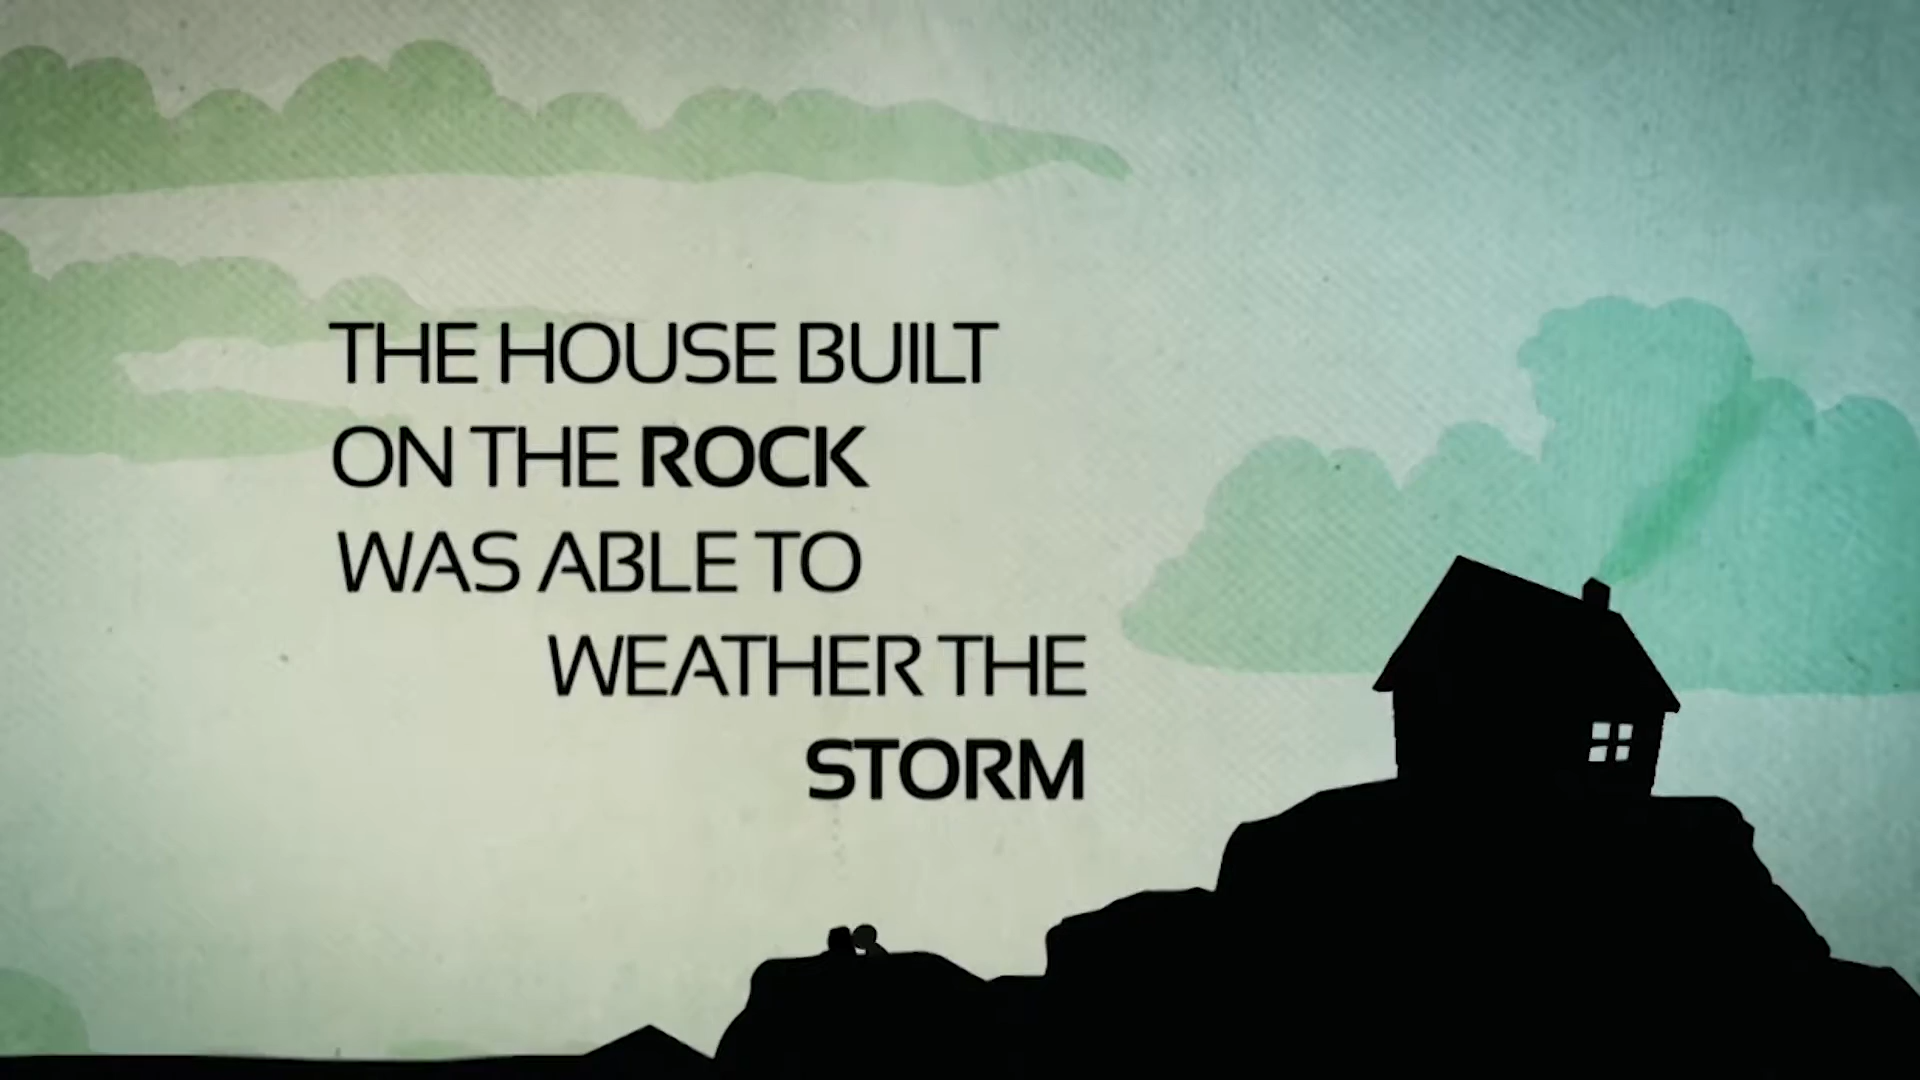 THE HOUSE BUILT
ON THE ROCK
WAS ABLE TO
WEATHER THE
STORM